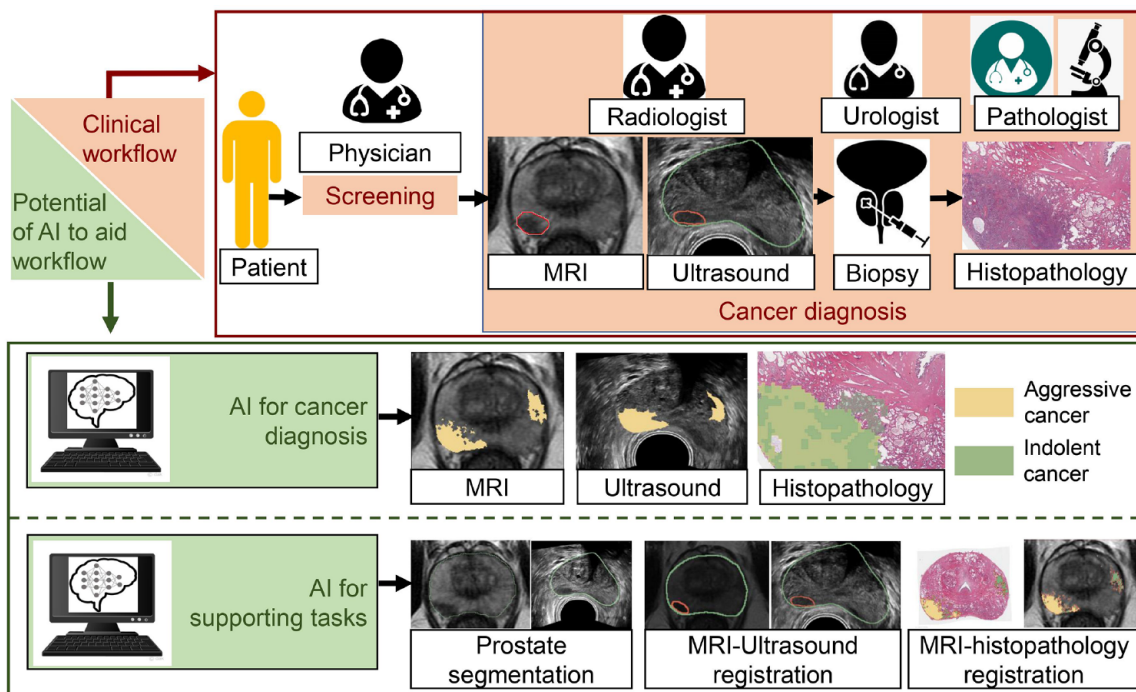 Clinical
workflow
Potential
of AI to aid
workflow
Patient
Physician
Screening
Radiologist
Urologist
Pathologist
MRI
Ultrasound
Biopsy
Histopathology
Cancer diagnosis
AI for cancer
diagnosis
MRI
Ultrasound
Histopathology
Aggressive
cancer
Indolent
cancer
AI for
supporting tasks
Prostate
segmentation
MRI-Ultrasound
registration
MRI-histopathology
registration